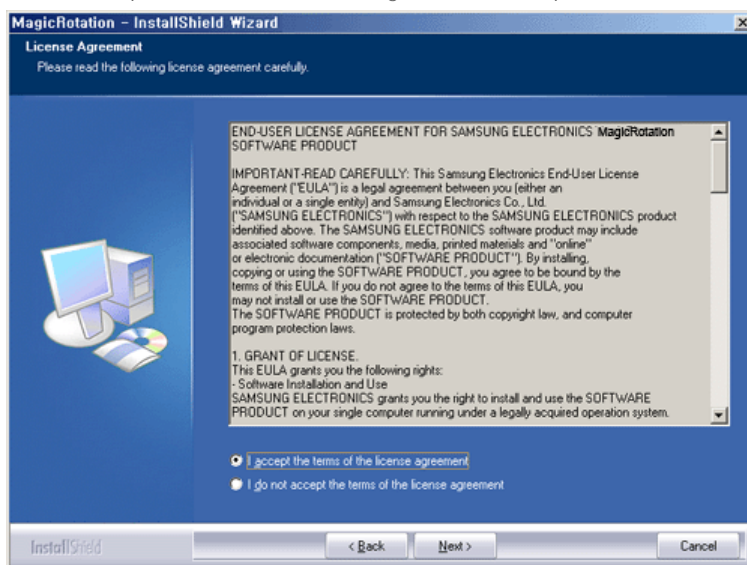 MagicRotation - InstallShield Wizard
License Agreement
Please read the following license agreement carefully.
END-USER LICENSE AGREEMENT FOR SAMSUNG ELECTRONICS MagicRotation
SOFTWARE PRODUCT
IMPORTANT-READ CAREFULLY: This Samsung Electronics End-User License
Agreement ("EULA") is a legal agreement between you (either an
individual or a single entity) and Samsung Electronics Co., Ltd.
("SAMSUNG ELECTRONICS") with respect to the SAMSUNG ELECTRONICS product
identified above. The SAMSUNG ELECTRONICS software product may include
associated software components, media, printed materials and "online"
or electronic documentation ("SOFTWARE PRODUCT"). By installing,
copying or using the SOFTWARE PRODUCT, you agree to be bound by the
terms of this EULA. If you do not agree to the terms of this EULA, you
may not install or use the SOFTWARE PRODUCT.
The SOFTWARE PRODUCT is protected by both copyright law, and computer
program protection laws.
1. GRANT OF LICENSE.
This EULA grants you the following rights:
- Software Installation and Use
SAMSUNG ELECTRONICS grants you the right to install and use the SOFTWARE
PRODUCT on your single computer running under a legally acquired operation system.
I accept the terms of the license agreement
I do not accept the terms of the license agreement
InstallShield
< Back
Next >
Cancel